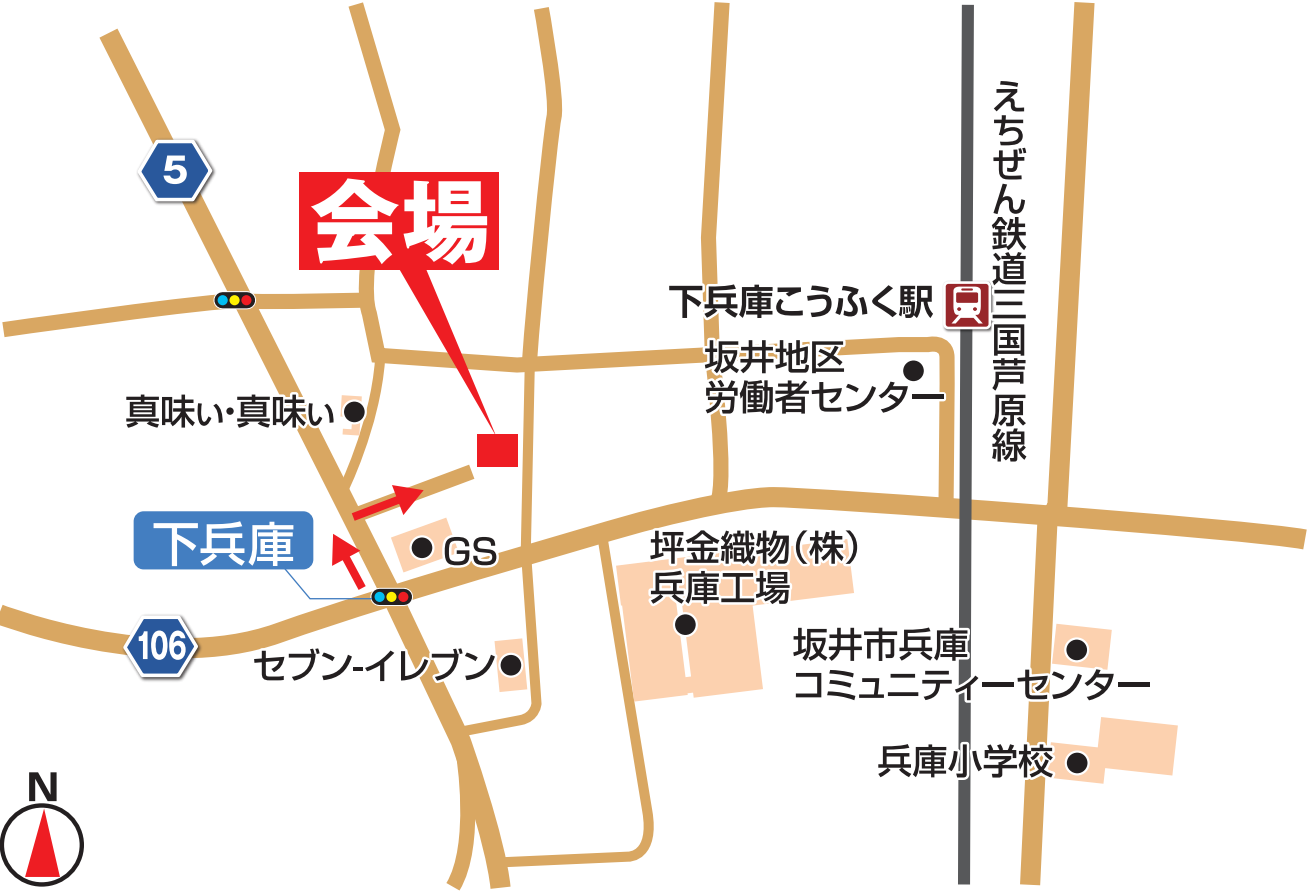 えちぜん鉄道三国芦原線
5
会場
下兵庫こうふく駅
坂井地区
労働者センター
真味い・真味い
下兵庫
GS
坪金織物（株）
兵庫工場
106
セブン-イレブン
坂井市兵庫
コミュニティーセンター
兵庫小学校
N